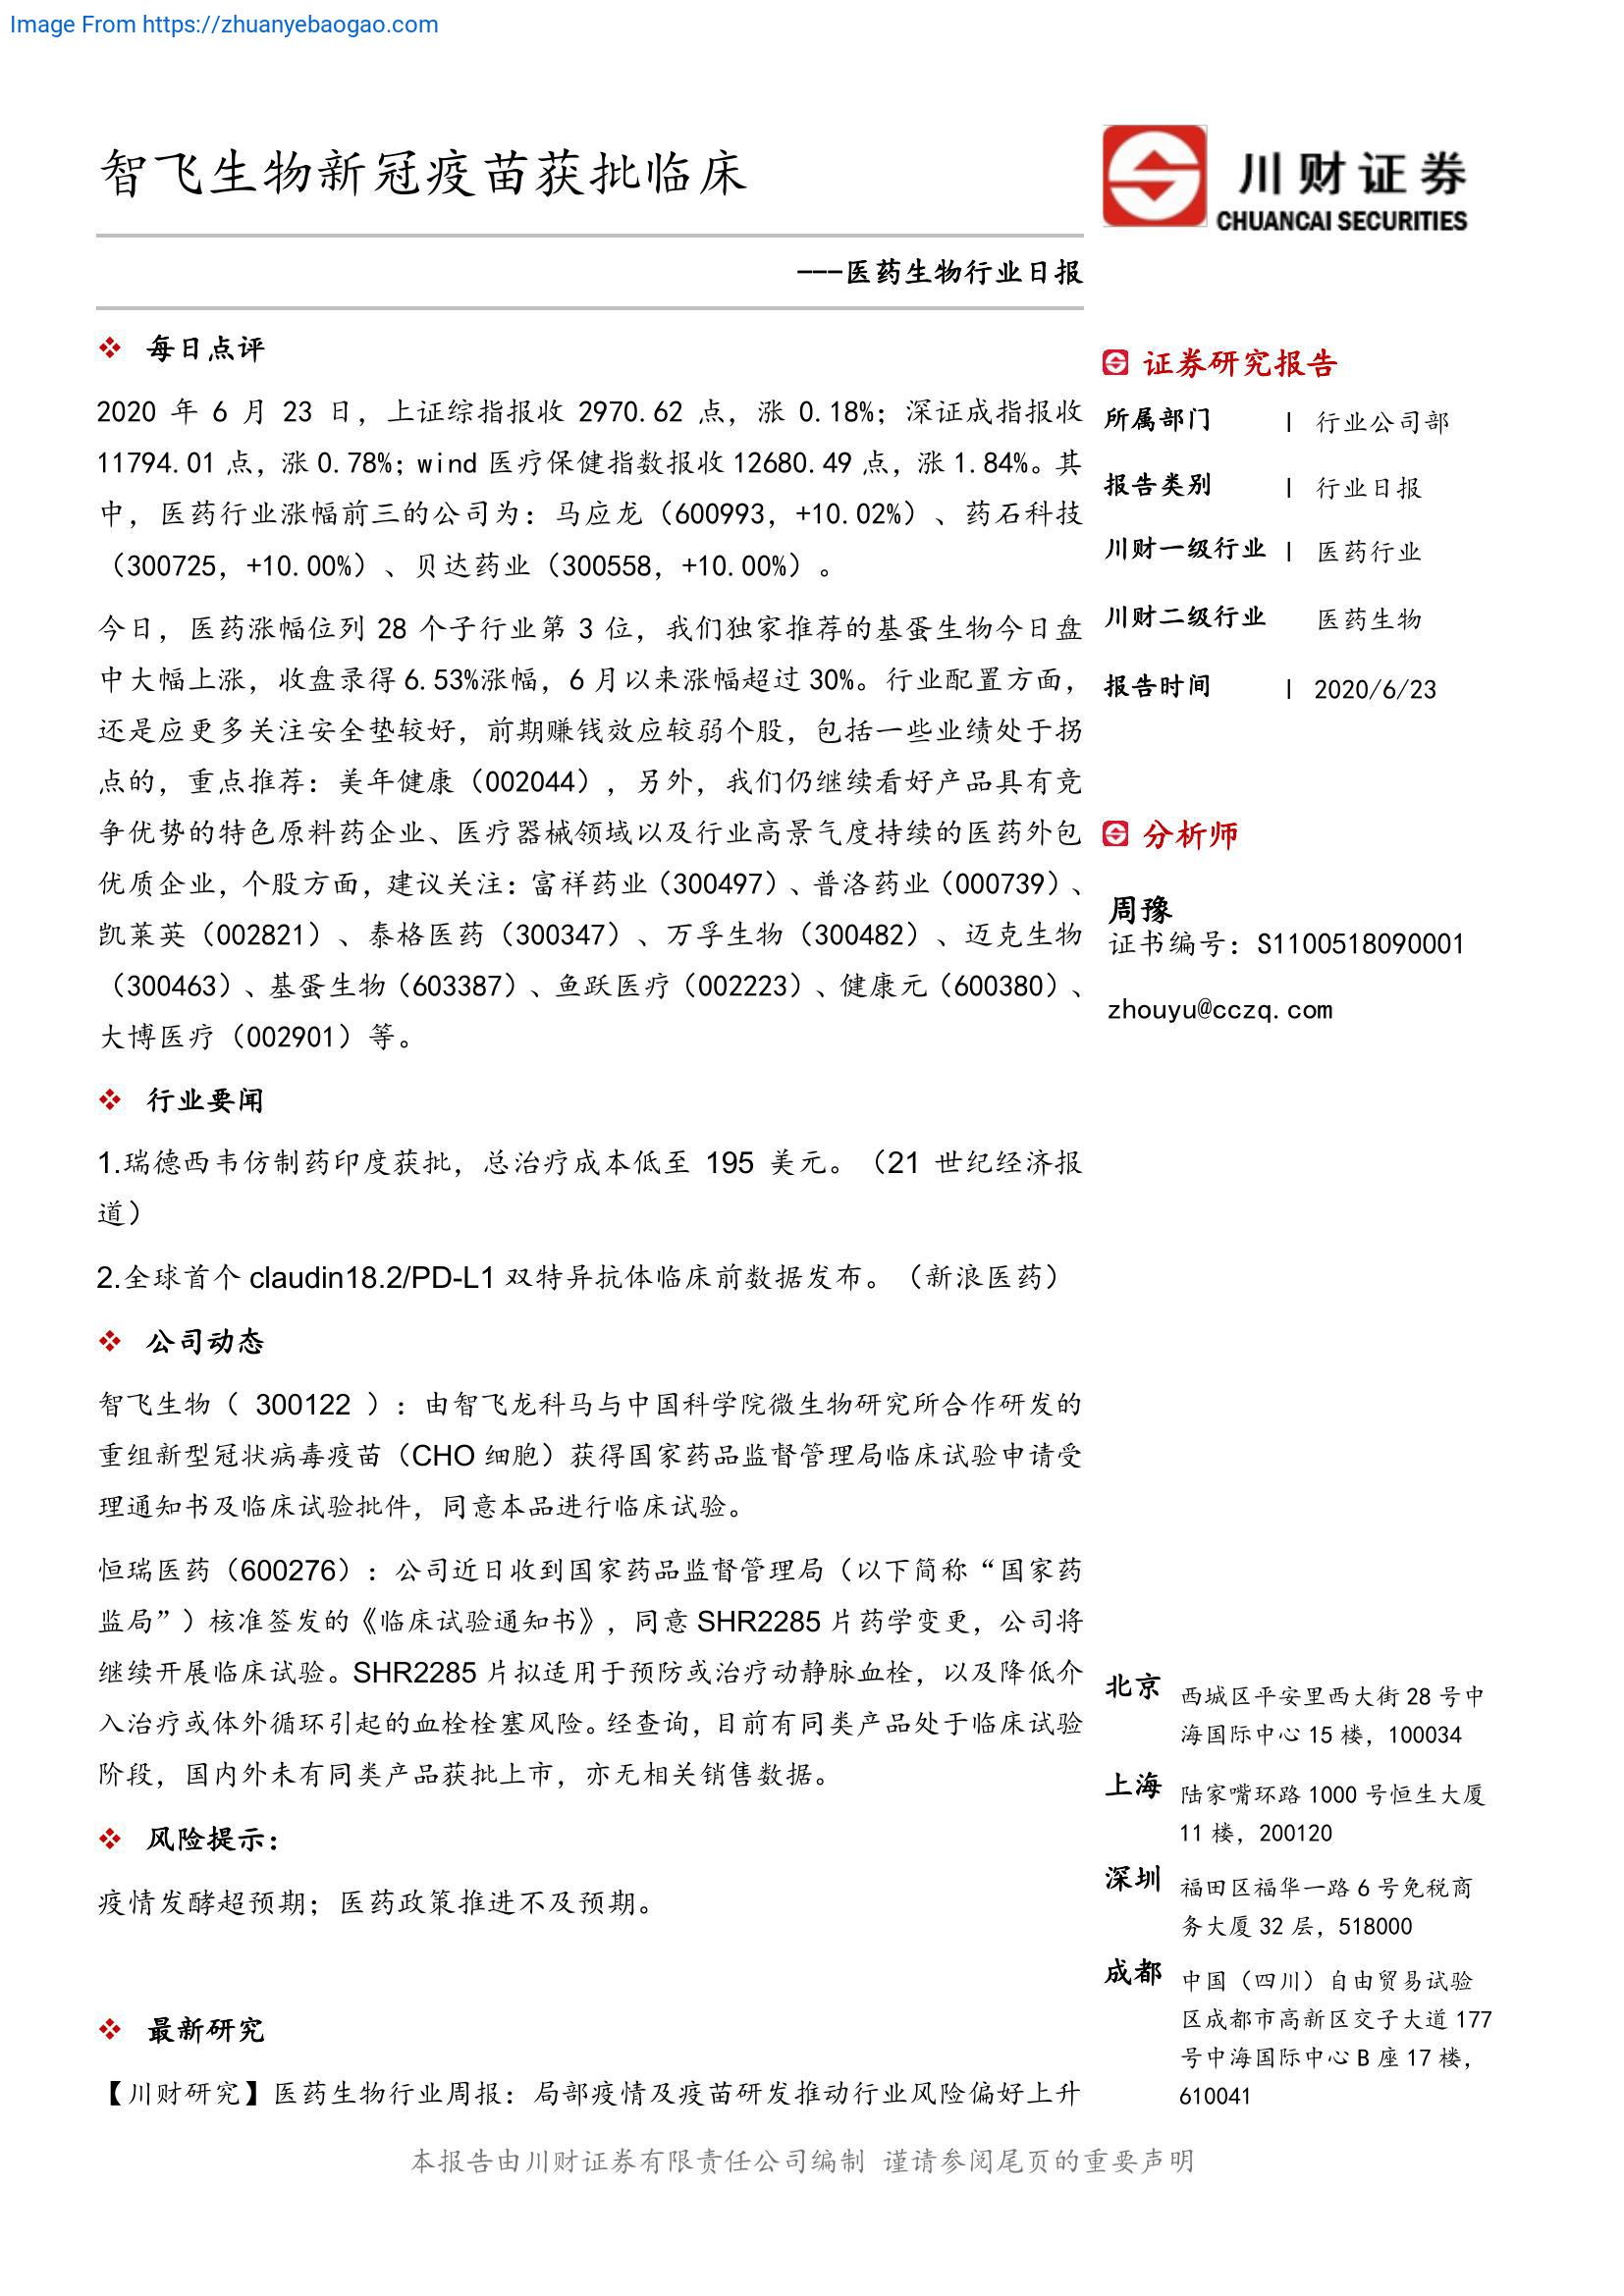 Image From https://zhuanyebaogao.com
智飞生物新冠疫苗获批临床
川财证券
CHUANCAI SECURITIES
---医药生物行业日报
每日点评
2020 年 6 月 23 日，上证综指报收 2970.62 点，涨 0.18%；深证成指报收
11794.01 点，涨 0.78%；wind 医疗保健指数报收 12680.49 点，涨 1.84%。其
中，医药行业涨幅前三的公司为：马应龙（600993，+10.02%）、药石科技
（300725，+10.00%）、贝达药业（300558，+10.00%）。
今日，医药涨幅位列 28 个子行业第 3 位，我们独家推荐的基蛋生物今日盘
中大幅上涨，收盘录得 6.53%涨幅，6 月以来涨幅超过 30%。行业配置方面，
还是应更多关注安全垫较好，前期赚钱效应较弱个股，包括一些业绩处于拐
点的，重点推荐：美年健康（002044），另外，我们仍继续看好产品具有竞
争优势的特色原料药企业、医疗器械领域以及行业高景气度持续的医药外包
优质企业，个股方面，建议关注：富祥药业（300497）、普洛药业（000739）、
凯莱英（002821）、泰格医药（300347）、万孚生物（300482）、迈克生物
（300463）、基蛋生物（603387）、鱼跃医疗（002223）、健康元（600380）、
大博医疗（002901）等。
行业要闻
1.瑞德西韦仿制药印度获批，总治疗成本低至 195 美元。（21 世纪经济报
道）
2.全球首个 claudin18.2/PD-L1 双特异抗体临床前数据发布。（新浪医药）
公司动态
智飞生物（ 300122 ）：由智飞龙科马与中国科学院微生物研究所合作研发的
重组新型冠状病毒疫苗（CHO 细胞）获得国家药品监督管理局临床试验申请受
理通知书及临床试验批件，同意本品进行临床试验。
恒瑞医药（600276）：公司近日收到国家药品监督管理局（以下简称“国家药
监局”）核准签发的《临床试验通知书》，同意 SHR2285 片药学变更，公司将
继续开展临床试验。SHR2285 片拟适用于预防或治疗动静脉血栓，以及降低介
入治疗或体外循环引起的血栓栓塞风险。经查询，目前有同类产品处于临床试验
阶段，国内外未有同类产品获批上市，亦无相关销售数据。
风险提示：
疫情发酵超预期；医药政策推进不及预期。
最新研究
【川财研究】医药生物行业周报：局部疫情及疫苗研发推动行业风险偏好上升
证券研究报告
所属部门 | 行业公司部
报告类别 | 行业日报
川财一级行业 | 医药行业
川财二级行业 医药生物
报告时间 | 2020/6/23
分析师
周豫
证书编号：S1100518090001
zhouyu@cczq.com
北京 西城区平安里西大街 28 号中
海国际中心 15 楼，100034
上海 陆家嘴环路 1000 号恒生大厦
11 楼，200120
深圳 福田区福华一路 6 号免税商
务大厦 32 层，518000
成都 中国（四川）自由贸易试验
区成都市高新区交子大道 177
号中海国际中心 B 座 17 楼，
610041
本报告由川财证券有限责任公司编制 谨请参阅尾页的重要声明